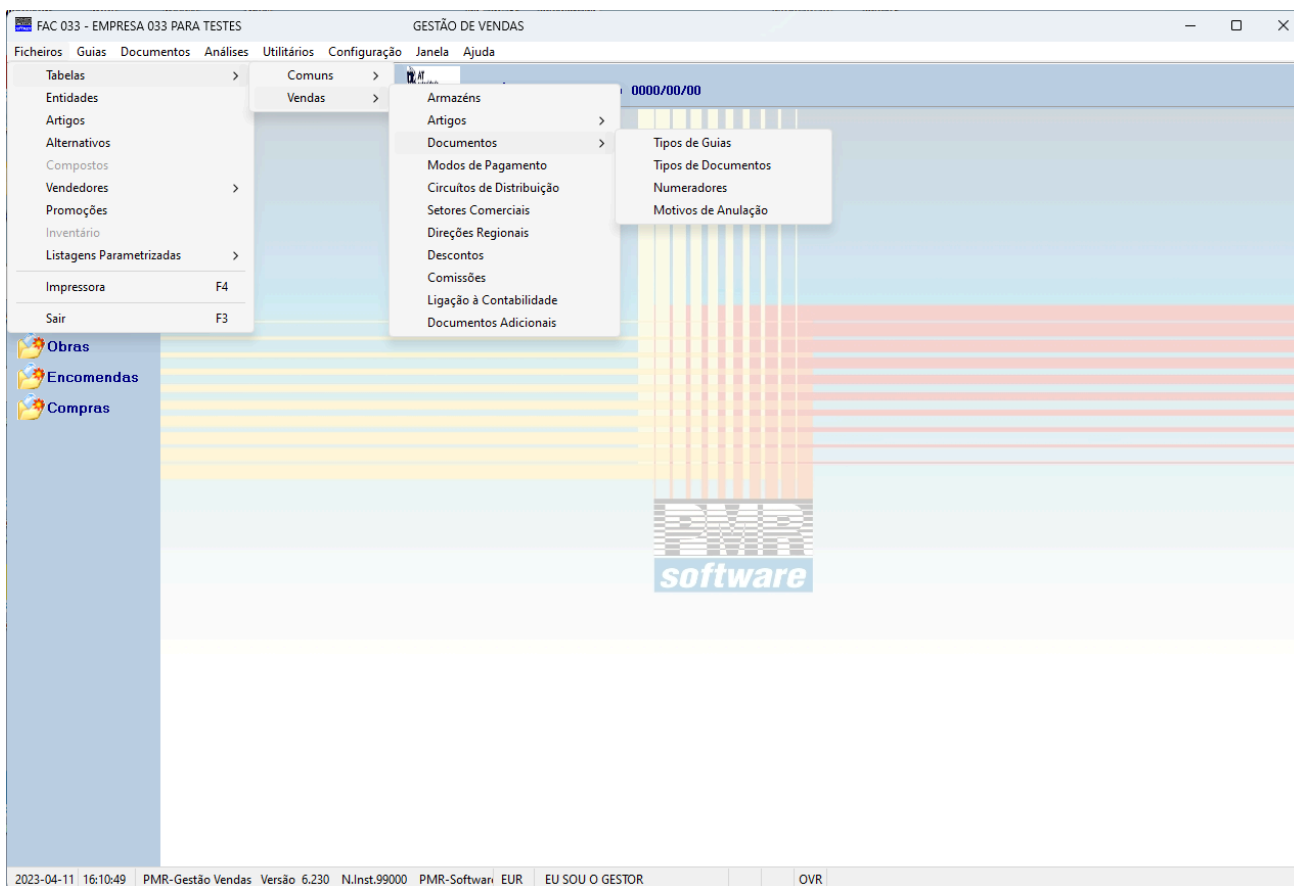 FAC 033 - EMPRESA 033 PARA TESTES GESTÃO DE VENDAS
Ficheiros Guias Documentos Análises Utilitários Configuração Janela Ajuda
Tabelas
Entidades
Artigos
Alternativos
Compostos
Vendedores
Promoções
Inventário
Listagens Parametrizadas
Impressora F4
Sair F3
Comuns
Vendas
AT
0000/00/00
Armazéns
Artigos
Documentos
Modos de Pagamento
Circuítos de Distribuição
Setores Comerciais
Direções Regionais
Descontos
Comissões
Ligação à Contabilidade
Documentos Adicionais
Tipos de Guias
Tipos de Documentos
Numeradores
Motivos de Anulação
Obras
Encomendas
Compras
PMR
software
2023-04-11 16:10:49 PMR-Gestão Vendas Versão 6.230 N.Inst.99000 PMR-Softwar EUR EU SOU O GESTOR OVR